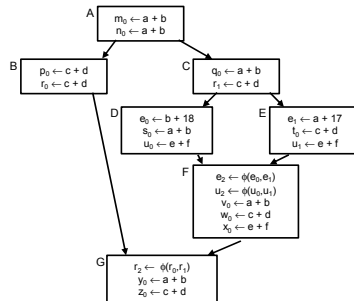 A
m₀ ← a + b
n₀ ← a + b
B
p₀ ← c + d
r₀ ← c + d
C
q₀ ← a + b
r₁ ← c + d
D
e₀ ← b + 18
s₀ ← a + b
u₀ ← e + f
E
e₁ ← a + 17
t₀ ← c + d
u₁ ← e + f
F
e₂ ← ϕ(e₀,e₁)
u₂ ← ϕ(u₀,u₁)
v₀ ← a + b
w₀ ← c + d
x₀ ← e + f
G
r₂ ← ϕ(r₀,r₁)
y₀ ← a + b
z₀ ← c + d